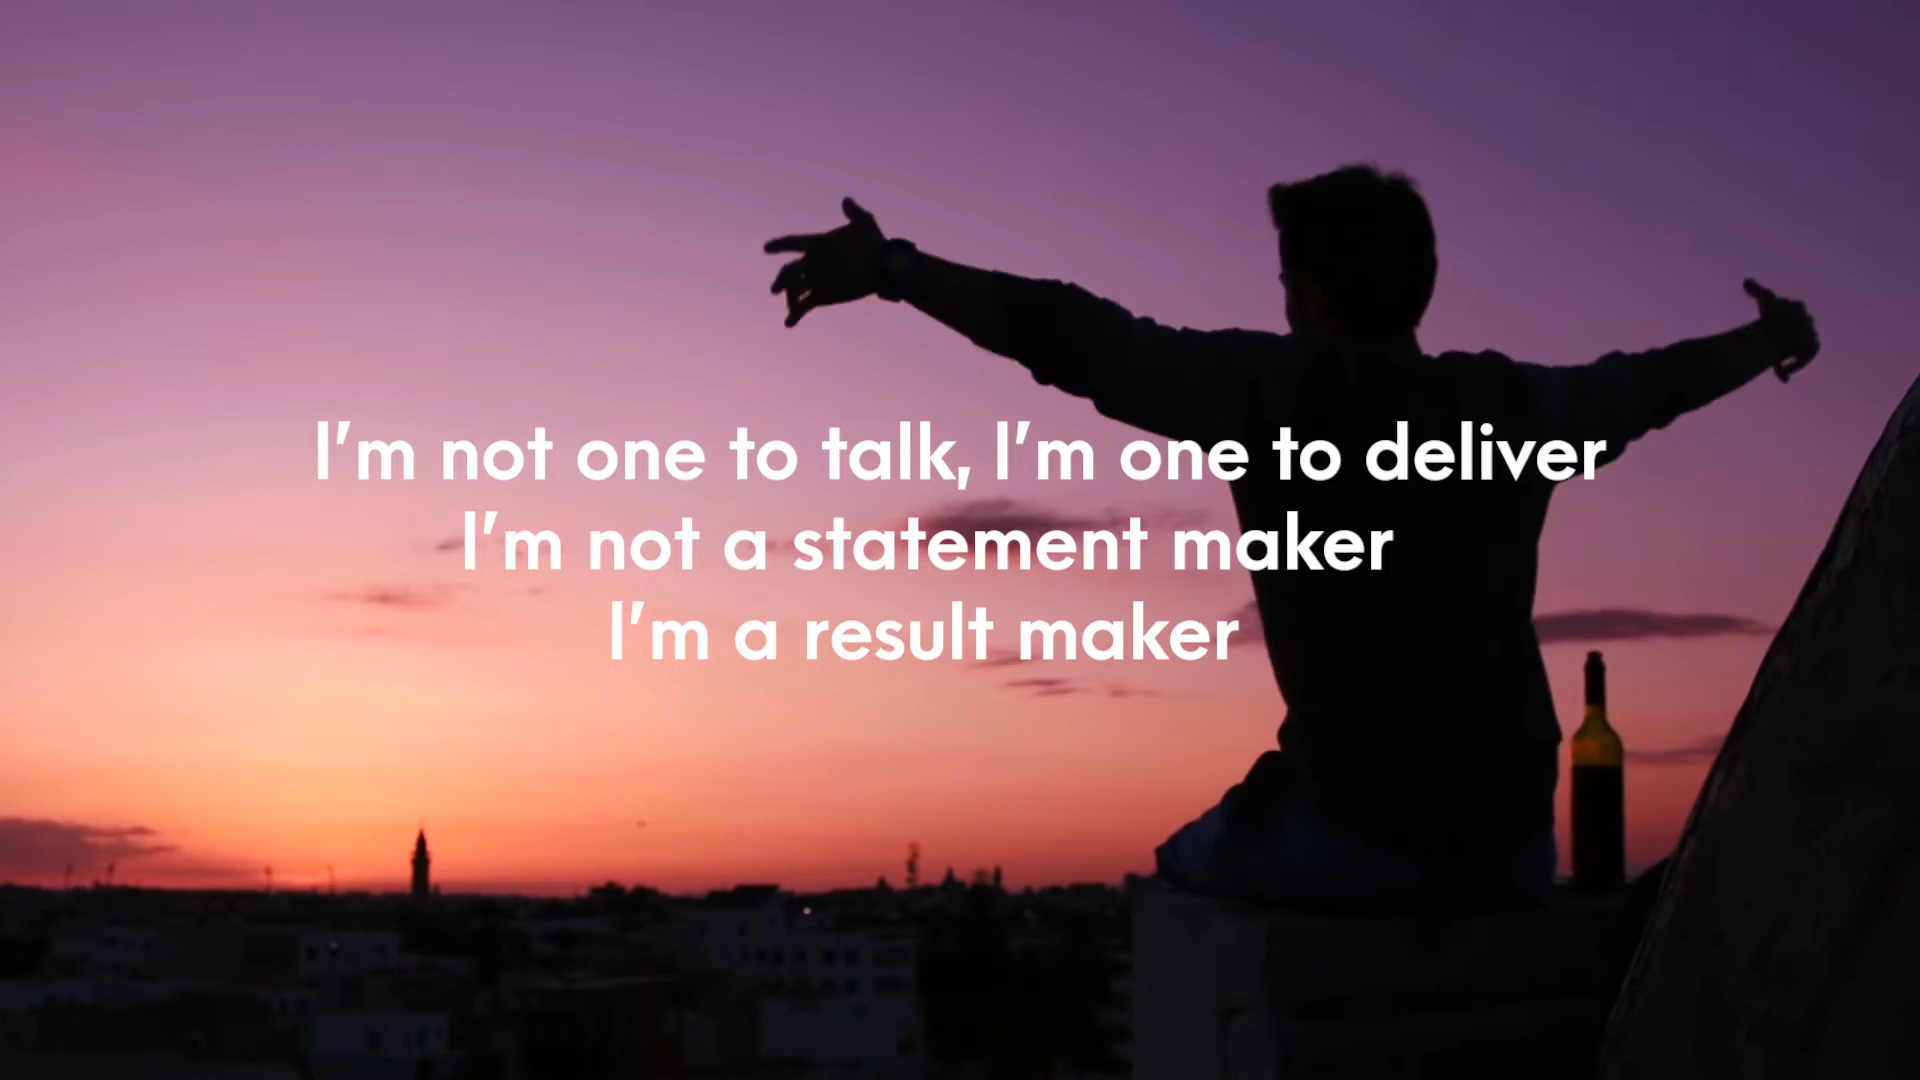 I'm not one to talk, I'm one to deliver
I'm not a statement maker
I'm a result maker